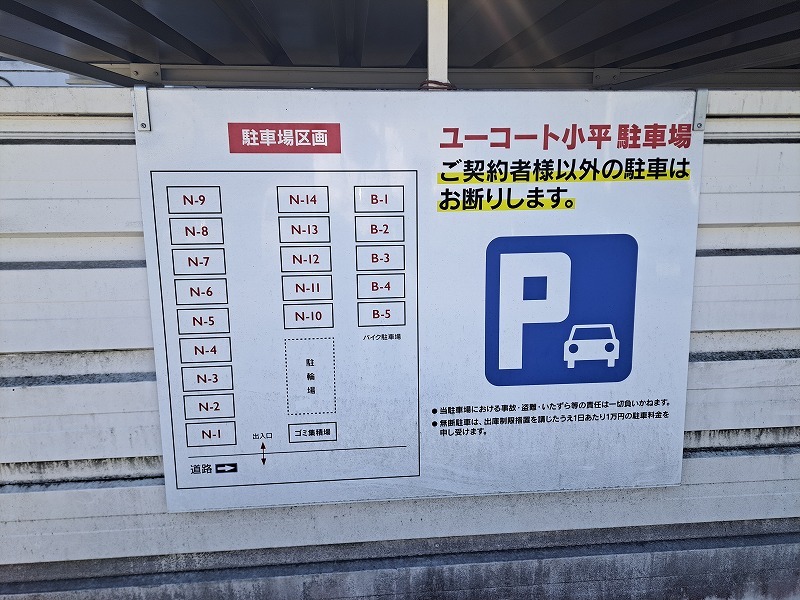 駐車場区画
N-9
N-8
N-7
N-6
N-5
N-4
N-3
N-2
N-1
N-14
N-13
N-12
N-11
N-10
駐輪場
ゴミ集積場
B-1
B-2
B-3
B-4
B-5
バイク駐車場
出入口
道路
ユーコート小平 駐車場
ご契約者様以外の駐車は
お断りします。
P
● 当駐車場における事故・盗難・いたずら等の責任は一切負いかねます。
● 無断駐車は、出庫制限措置を講じたうえ1日あたり1万円の駐車料金を
申し受けます。